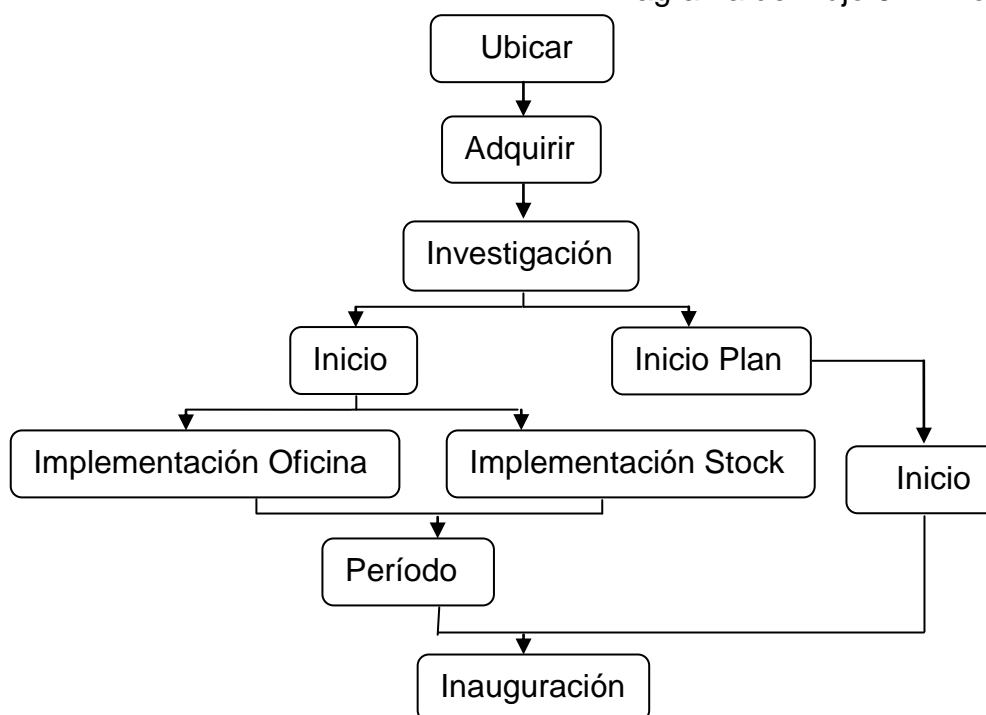 Ubicar
Adquirir
Investigación
Inicio
Inicio Plan
Implementación Oficina
Implementación Stock
Inicio
Período
Inauguración